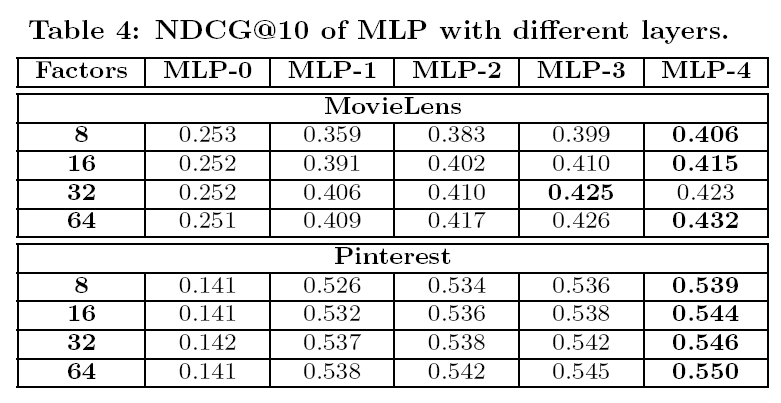 Table 4: NDCG@10 of MLP with different layers.
Factors MLP-0 MLP-1 MLP-2 MLP-3 MLP-4
MovieLens
8 0.253 0.359 0.383 0.399 0.406
16 0.252 0.391 0.402 0.410 0.415
32 0.252 0.406 0.410 0.425 0.423
64 0.251 0.409 0.417 0.426 0.432
Pinterest
8 0.141 0.526 0.534 0.536 0.539
16 0.141 0.532 0.536 0.538 0.544
32 0.142 0.537 0.538 0.542 0.546
64 0.141 0.538 0.542 0.545 0.550